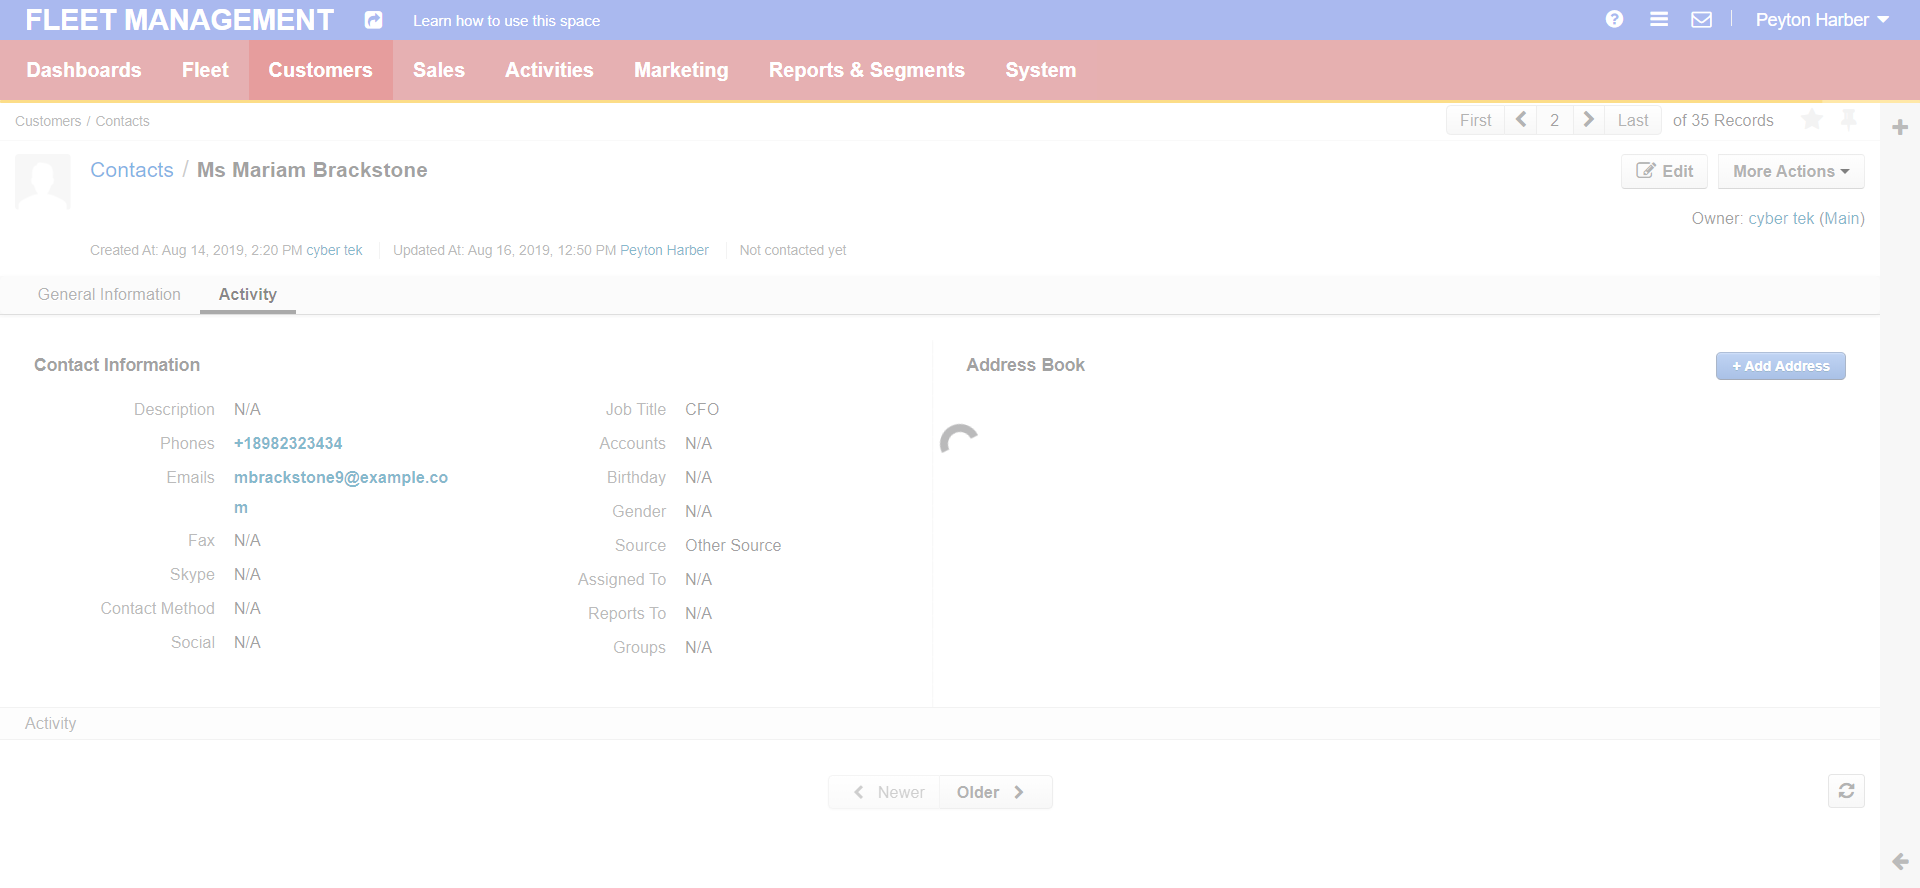 FLEET MANAGEMENT Learn how to use this space Peyton Harber
Dashboards Fleet Customers Sales Activities Marketing Reports & Segments System
Customers / Contacts First 2 Last of 35 Records
Contacts / Ms Mariam Brackstone Edit More Actions
Owner: cyber tek (Main)
Created At: Aug 14, 2019, 2:20 PM cyber tek Updated At: Aug 16, 2019, 12:50 PM Peyton Harber Not contacted yet
General Information Activity
Contact Information
Description N/A
Phones +18982323434
Emails mbrackstone9@example.co
m
Fax N/A
Skype N/A
Contact Method N/A
Social N/A
Job Title CFO
Accounts N/A
Birthday N/A
Gender N/A
Source Other Source
Assigned To N/A
Reports To N/A
Groups N/A
Address Book + Add Address
Activity
Newer Older